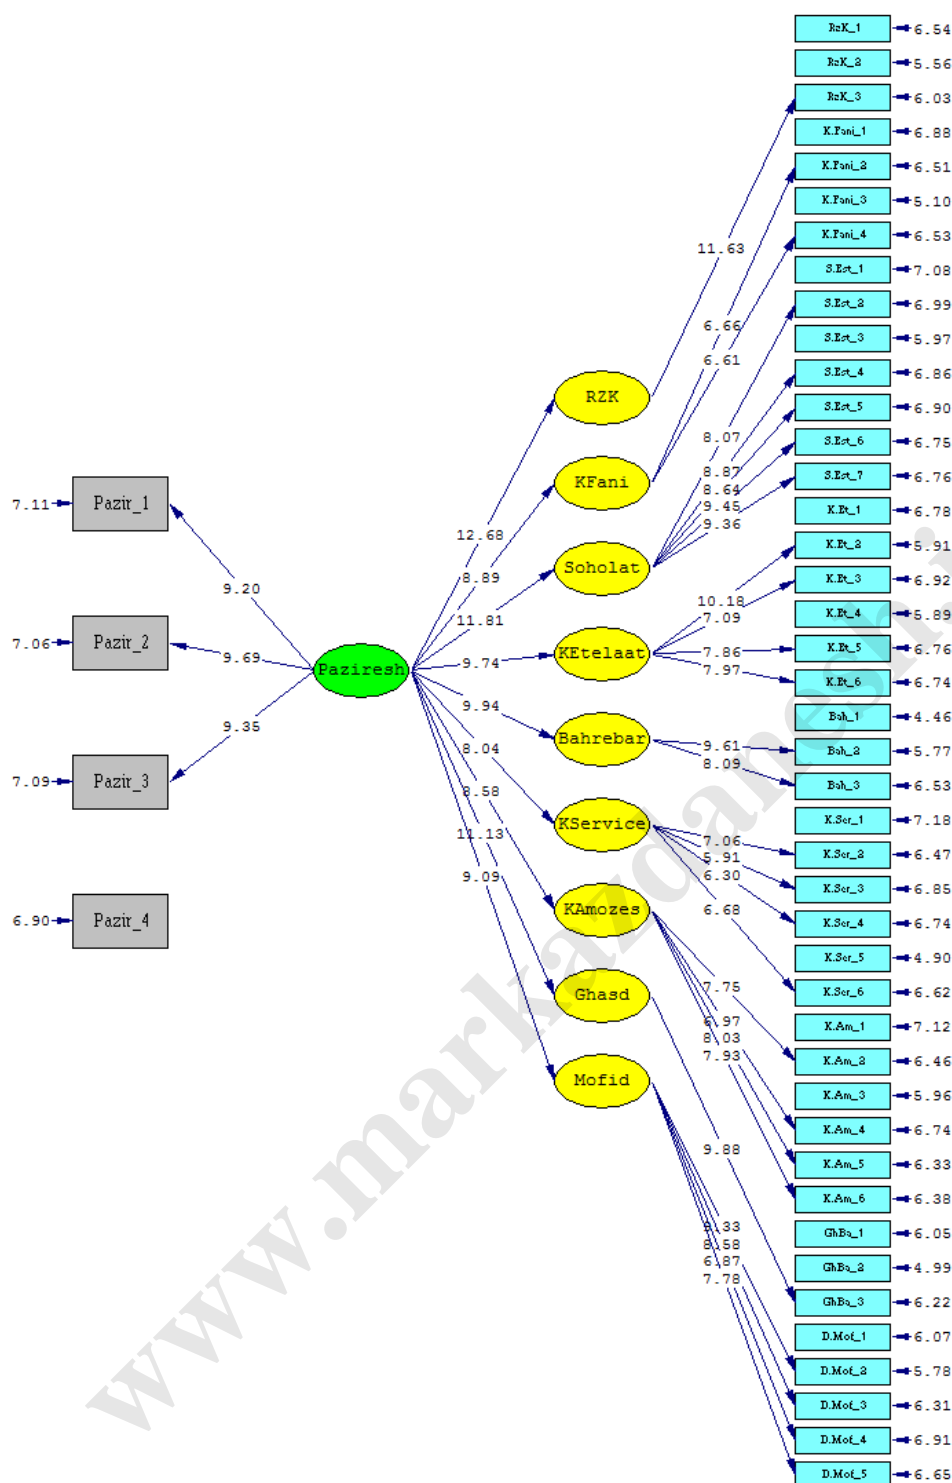 RzK_1
6.54
RzK_2
5.56
RzK_3
6.03
K.Fani_1
6.88
K.Fani_2
6.51
K.Fani_3
5.10
K.Fani_4
6.53
S.Est_1
7.08
S.Est_2
6.99
S.Est_3
5.97
S.Est_4
6.86
S.Est_5
6.90
S.Est_6
6.75
S.Est_7
6.76
K.Et_1
6.78
K.Et_2
5.91
K.Et_3
6.92
K.Et_4
5.89
K.Et_5
6.76
K.Et_6
6.74
Bah_1
4.46
Bah_2
5.77
Bah_3
6.53
K.Ser_1
7.18
K.Ser_2
6.47
K.Ser_3
6.85
K.Ser_4
6.74
K.Ser_5
4.90
K.Ser_6
6.62
K.Am_1
7.12
K.Am_2
6.46
K.Am_3
5.96
K.Am_4
6.74
K.Am_5
6.33
K.Am_6
6.38
GhBa_1
6.05
GhBa_2
4.99
GhBa_3
6.22
D.Mof_1
6.07
D.Mof_2
5.78
D.Mof_3
6.31
D.Mof_4
6.91
D.Mof_5
6.65
11.63
6.66
6.61
8.07
8.87
8.64
9.45
9.36
10.18
7.09
7.86
7.97
9.61
8.09
7.06
5.91
6.30
6.68
7.75
6.97
8.03
7.93
9.88
9.33
8.58
6.87
7.78
RZK
KFani
Soholat
KEtelaat
Bahrebar
KService
KAmozes
Ghasd
Mofid
12.68
8.89
11.81
9.74
9.94
8.04
8.58
11.13
9.09
Paziresh
9.20
9.69
9.35
7.11
Pazir_1
7.06
Pazir_2
7.09
Pazir_3
6.90
Pazir_4